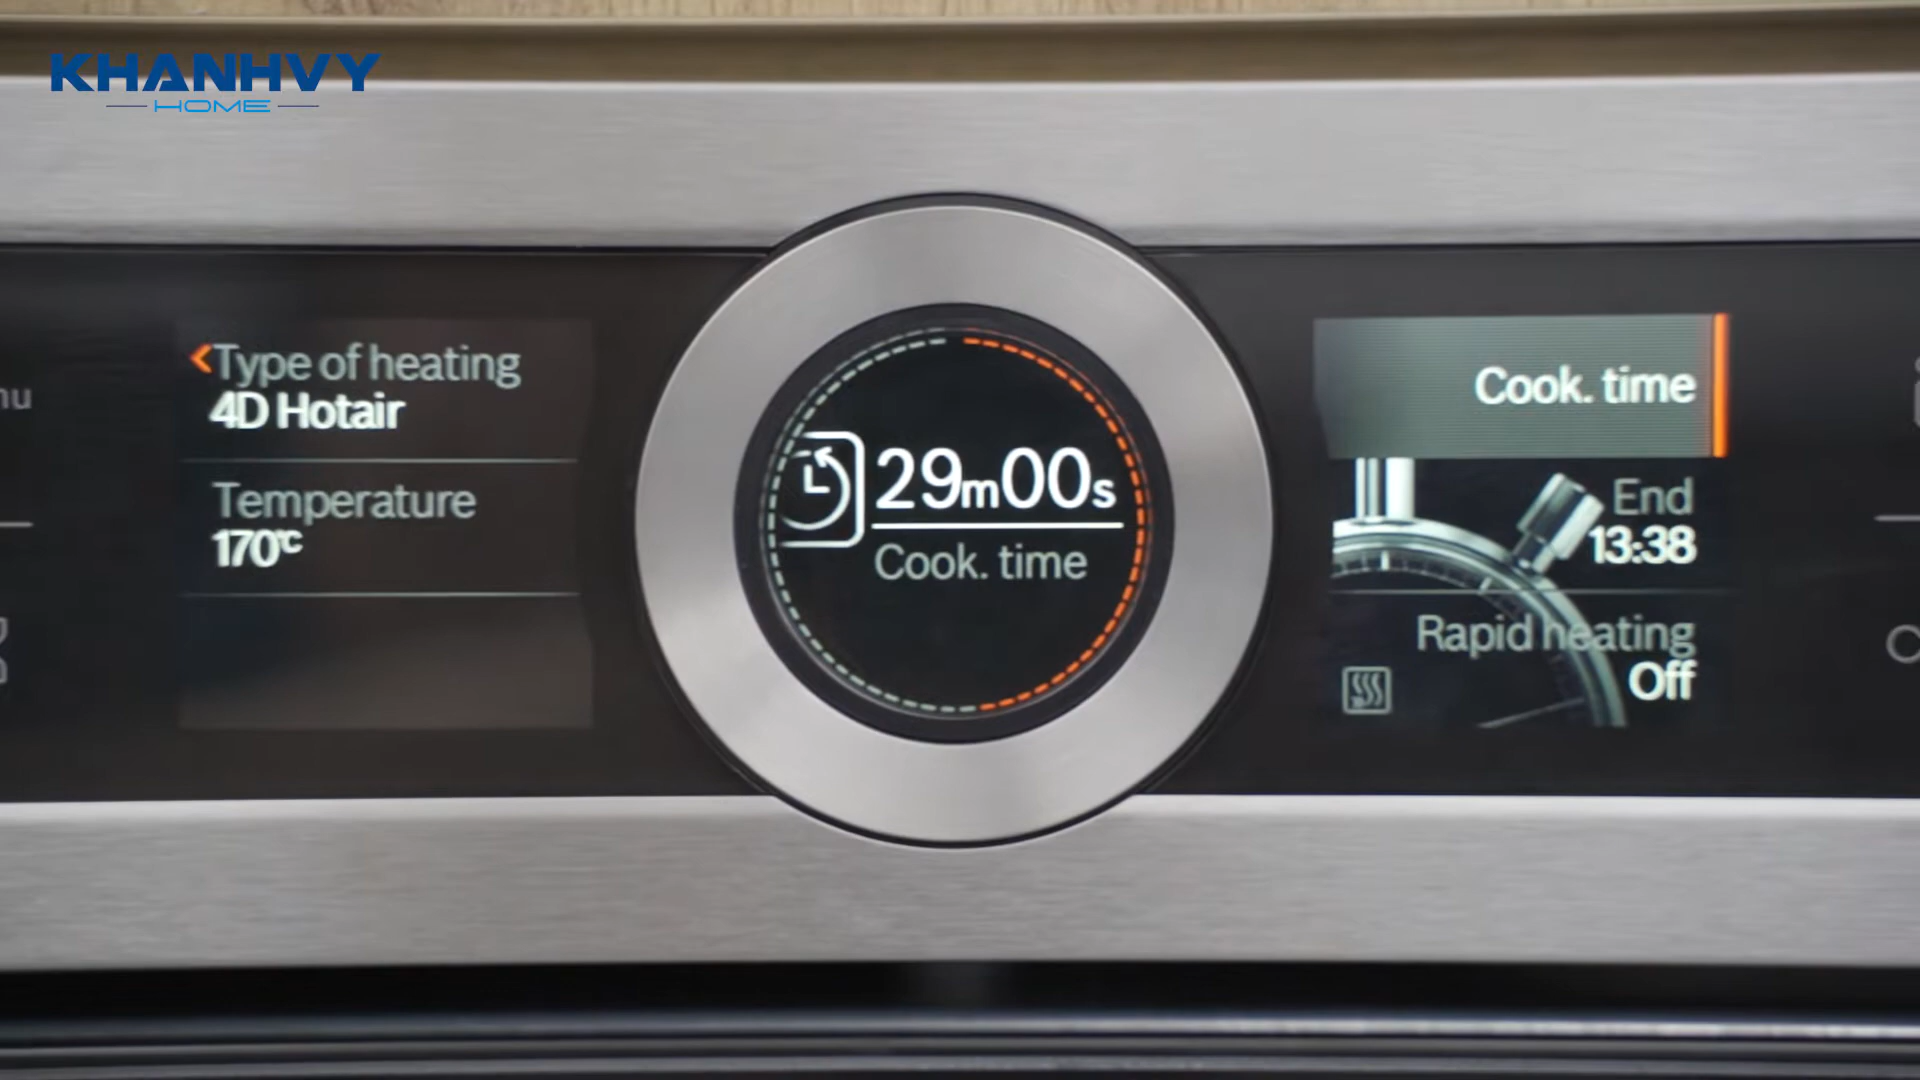 KHANHVY
HOME
Type of heating
4D Hotair
Temperature
170°C
29m00s
Cook. time
Cook. time
End
13:38
Rapid heating
Off